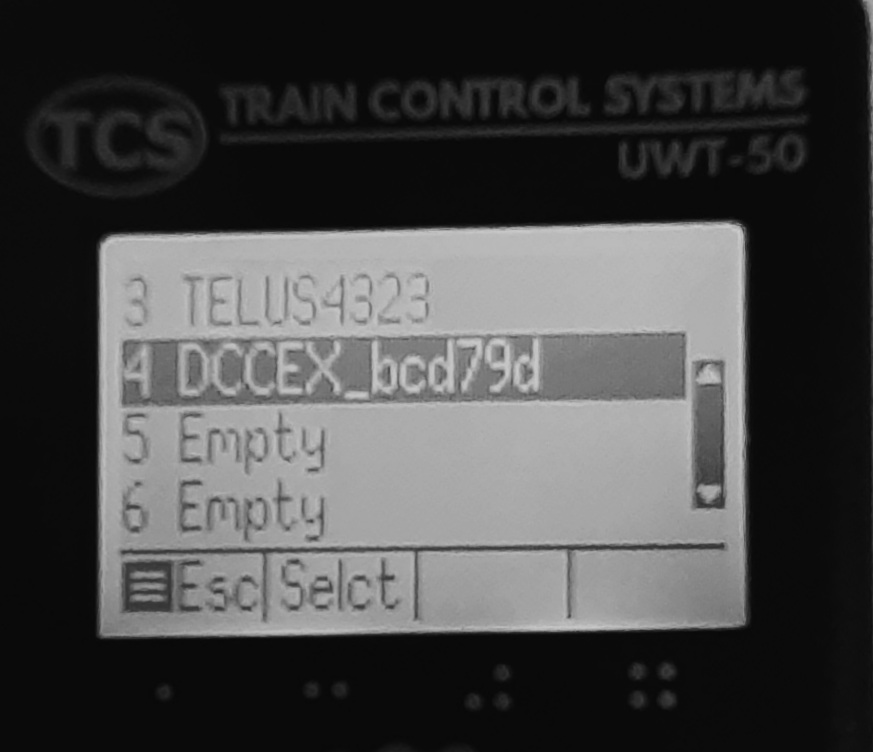 TCS TRAIN CONTROL SYSTEMS
UWT-50
3 TELUS4323
4 DCCEX_bcd79d
5 Empty
6 Empty
Esc Selct